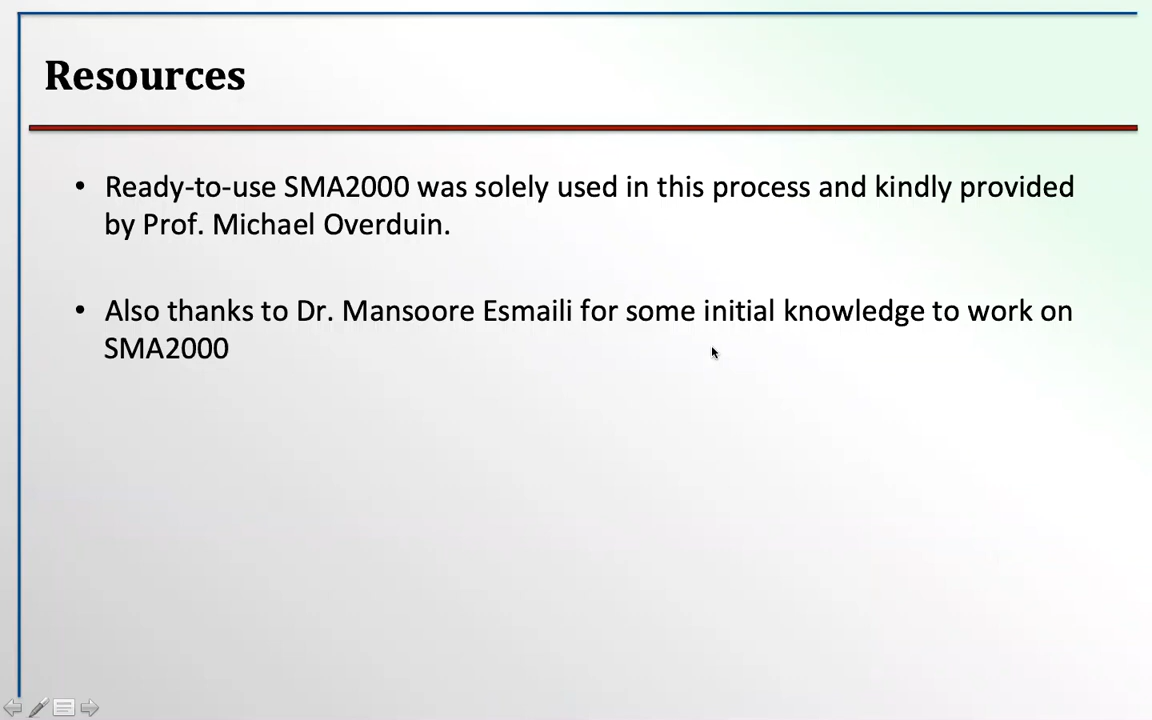 Resources
• Ready-to-use SMA2000 was solely used in this process and kindly provided
by Prof. Michael Overduin.
• Also thanks to Dr. Mansoore Esmaili for some initial knowledge to work on
SMA2000